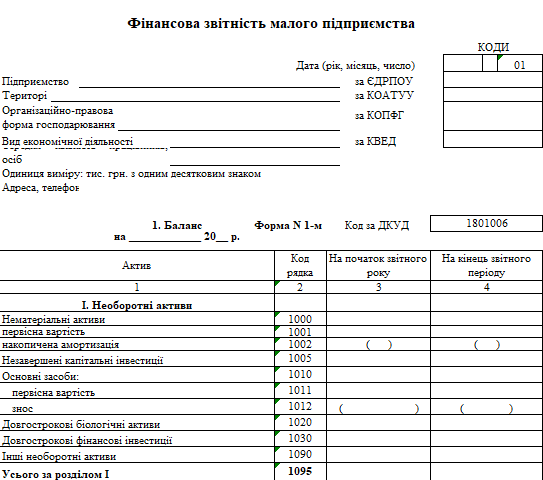 Фінансова звітність малого підприємства
КОДИ
Дата (рік, місяць, число) 01
Підприємство за ЄДРПОУ
Територі за КОАТУУ
Організаційно-правова
форма господарювання за КОПФГ
Вид економічної діяльності за КВЕД
осіб
Одиниця виміру: тис. грн. з одним десятковим знаком
Адреса, телефон
1. Баланс Форма N 1-м Код за ДКУД 1801006
на ____________ 20__ р.
Актив Код рядка На початок звітного року На кінець звітного періоду
1 2 3 4
І. Необоротні активи
Нематеріальні активи 1000
первісна вартість 1001
накопичена амортизація 1002 ( ) ( )
Незавершені капітальні інвестиції 1005
Основні засоби: 1010
первісна вартість 1011
знос 1012 ( ) ( )
Довгострокові біологічні активи 1020
Довгострокові фінансові інвестиції 1030
Інші необоротні активи 1090
Усього за розділом I 1095